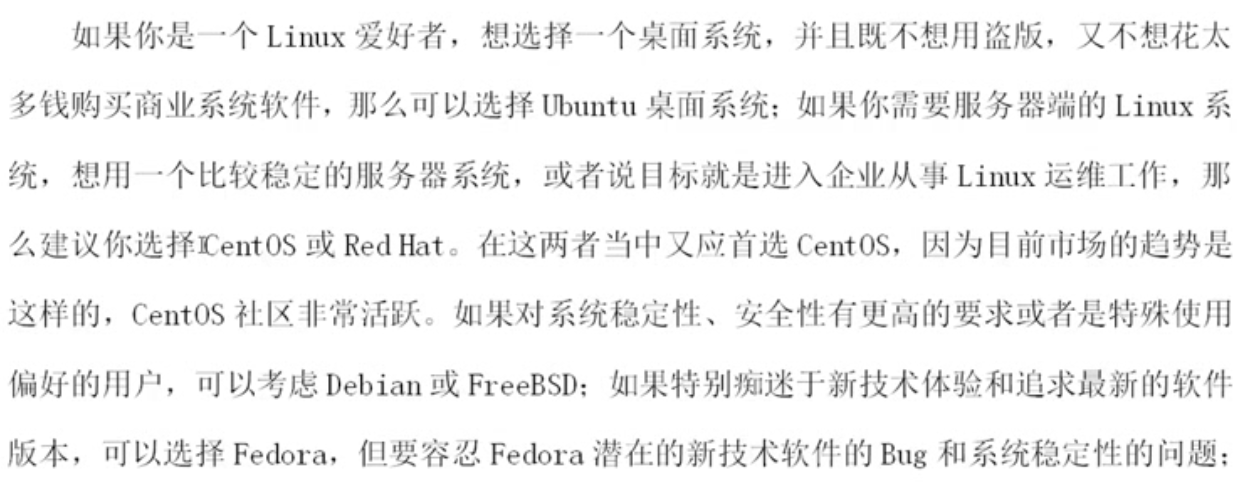 如果你是一个 Linux 爱好者，想选择一个桌面系统，并且既不想用盗版，又不想花太
多钱购买商业系统软件，那么可以选择 Ubuntu 桌面系统；如果你需要服务器端的 Linux 系
统，想用一个比较稳定的服务器系统，或者说目标就是进入企业从事 Linux 运维工作，那
么建议你选择 CentOS 或 Red Hat。在这两者当中又应首选 CentOS，因为目前市场的趋势是
这样的，CentOS 社区非常活跃。如果对系统稳定性、安全性有更高的要求或者是特殊使用
偏好的用户，可以考虑 Debian 或 FreeBSD；如果特别痴迷于新技术体验和追求最新的软件
版本，可以选择 Fedora，但要容忍 Fedora 潜在的新技术软件的 Bug 和系统稳定性的问题；